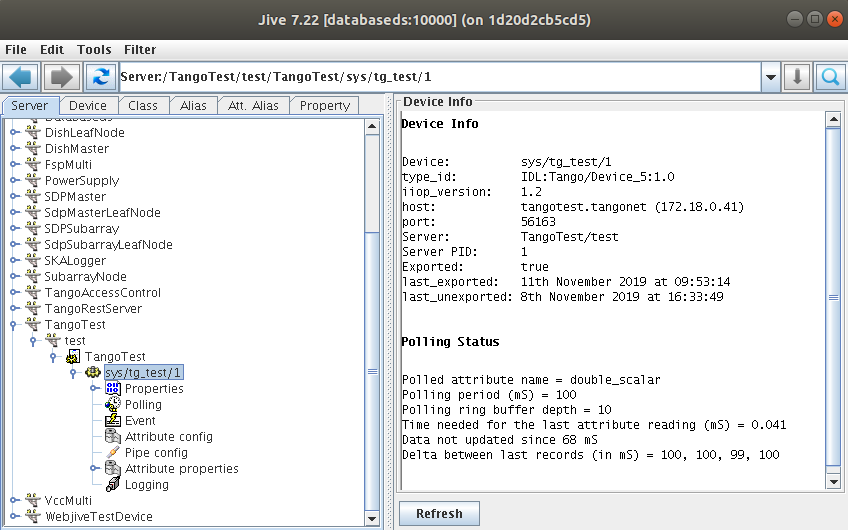 Jive 7.22 [databaseds:10000] (on 1d20d2cb5cd5)
File Edit Tools Filter
Server:/TangoTest/test/TangoTest/sys/tg_test/1
Server Device Class Alias Att. Alias Property
DishLeafNode
DishMaster
FspMulti
PowerSupply
SDPMaster
SdpMasterLeafNode
SDPSubarray
SdpSubarrayLeafNode
SKALogger
SubarrayNode
TangoAccessControl
TangoRestServer
TangoTest
test
TangoTest
sys/tg_test/1
Properties
Polling
Event
Attribute config
Pipe config
Attribute properties
Logging
VccMulti
WebjiveTestDevice
Device Info
Device Info
Device: sys/tg_test/1
type_id: IDL:Tango/Device_5:1.0
iiop_version: 1.2
host: tangotest.tangonet (172.18.0.41)
port: 56163
Server: TangoTest/test
Server PID: 1
Exported: true
last_exported: 11th November 2019 at 09:53:14
last_unexported: 8th November 2019 at 16:33:49
Polling Status
Polled attribute name = double_scalar
Polling period (mS) = 100
Polling ring buffer depth = 10
Time needed for the last attribute reading (mS) = 0.041
Data not updated since 68 mS
Delta between last records (in mS) = 100, 100, 99, 100
Refresh